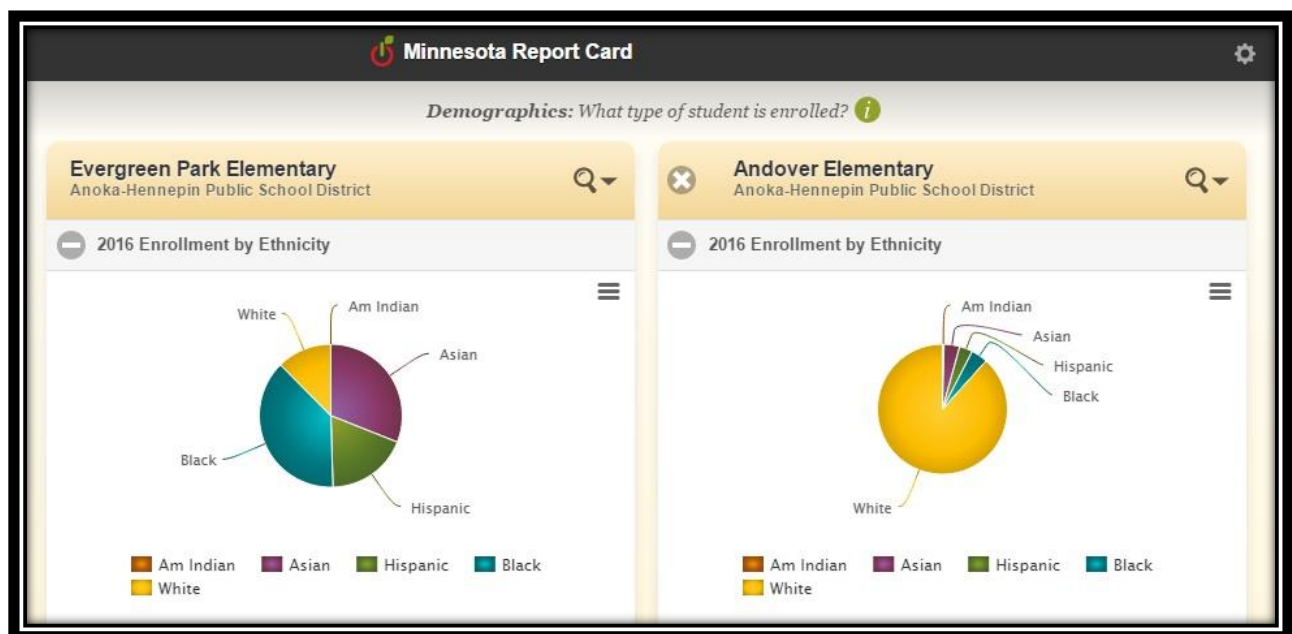 Minnesota Report Card
Demographics: What type of student is enrolled? i
Evergreen Park Elementary
Anoka-Hennepin Public School District
2016 Enrollment by Ethnicity
White
Am Indian
Asian
Black
Hispanic
Am Indian Asian Hispanic Black
White
Andover Elementary
Anoka-Hennepin Public School District
2016 Enrollment by Ethnicity
Am Indian
Asian
Hispanic
Black
White
Am Indian Asian Hispanic Black
White